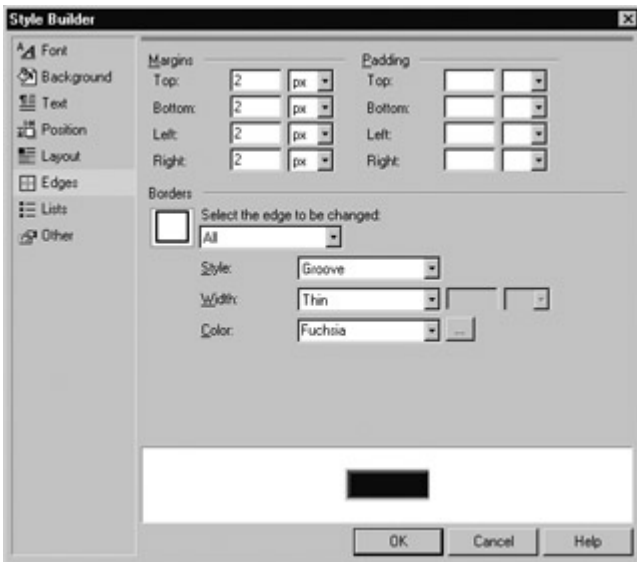 Style Builder
Font
Background
Text
Position
Layout
Edges
Lists
Other
Margins
Top: 2 px
Bottom: 2 px
Left: 2 px
Right: 2 px
Padding
Top:
Bottom:
Left:
Right:
Borders
Select the edge to be changed:
All
Style: Groove
Width: Thin
Color: Fuchsia ...
OK Cancel Help